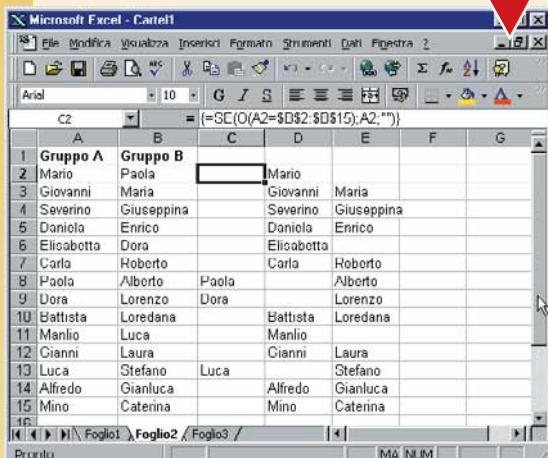 Microsoft Excel - Cartel1
File Modifica Visualizza Inserisci Formato Strumenti Dati Finestra ?
Arial 10 G I S
C2 = {=SE(O(A2=$B$2:$B$15);A2;"")}
A B C D E F G
1 Gruppo A Gruppo B
2 Mario Paola Mario
3 Giovanni Maria Giovanni Maria
4 Severino Giuseppina Severino Giuseppina
5 Daniela Enrico Daniela Enrico
6 Elisabetta Dora Elisabetta
7 Carla Roberto Carla Roberto
8 Paola Alberto Paola Alberto
9 Dora Lorenzo Dora Lorenzo
10 Battista Loredana Battista Loredana
11 Manlio Luca Manlio
12 Gianni Laura Gianni Laura
13 Luca Stefano Luca Stefano
14 Alfredo Gianluca Alfredo Gianluca
15 Mino Caterina Mino Caterina
16
Foglio1 Foglio2 Foglio3
Pronto MA NUM